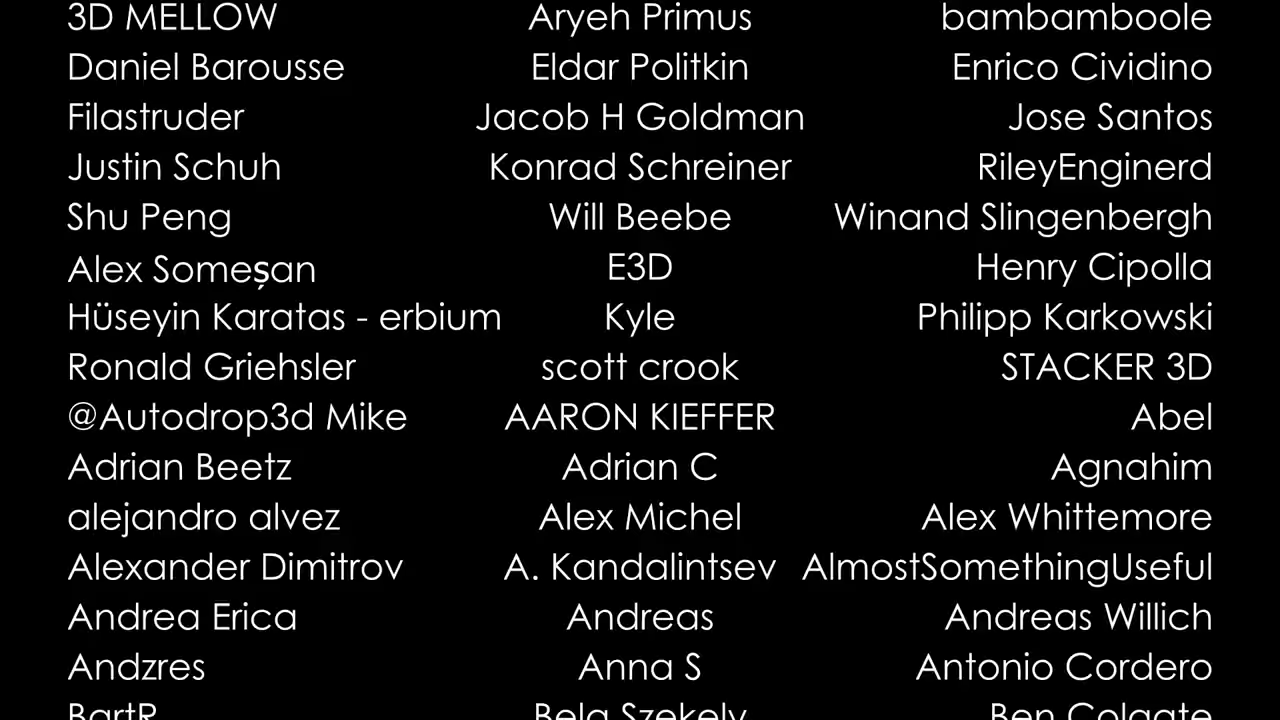 3D MELLOW Aryeh Primus bambamboole
Daniel Barousse Eldar Politkin Enrico Cividino
Filastruder Jacob H Goldman Jose Santos
Justin Schuh Konrad Schreiner RileyEnginerd
Shu Peng Will Beebe Winand Slingenbergh
Alex Someșan E3D Henry Cipolla
Hüseyin Karatas - erbium Kyle Philipp Karkowski
Ronald Griehsler scott crook STACKER 3D
@Autodrop3d Mike AARON KIEFFER Abel
Adrian Beetz Adrian C Agnahim
alejandro alvez Alex Michel Alex Whittemore
Alexander Dimitrov A. Kandalintsev AlmostSomethingUseful
Andrea Erica Andreas Andreas Willich
Andzres Anna S Antonio Cordero
BartR Bela Szekely Ben Colgate